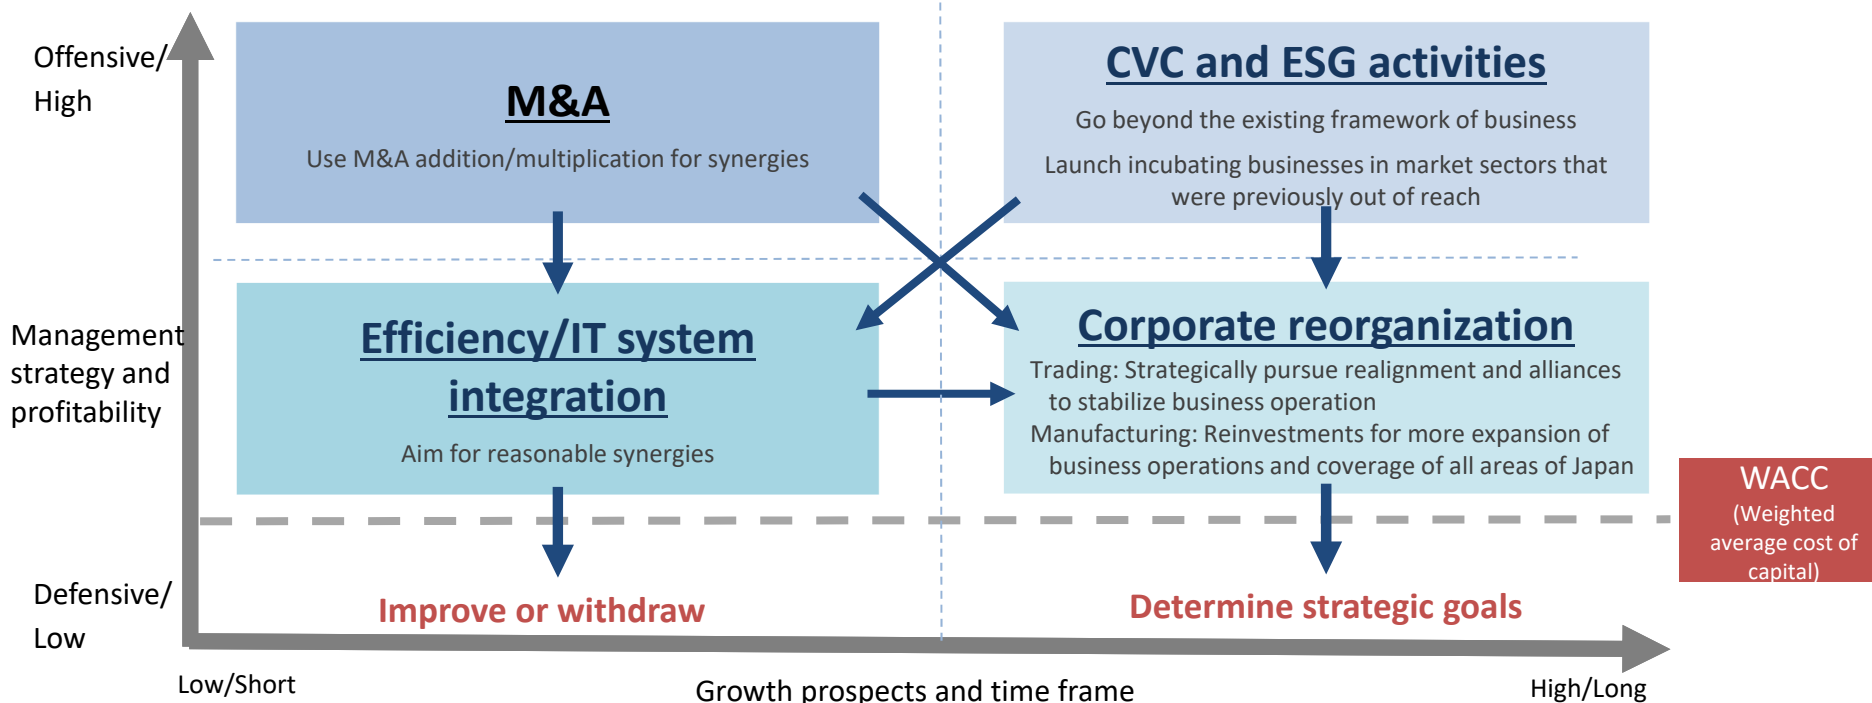 Offensive/
High
M&A
Use M&A addition/multiplication for synergies
CVC and ESG activities
Go beyond the existing framework of business
Launch incubating businesses in market sectors that
were previously out of reach
Management
strategy and
profitability
Efficiency/IT system
integration
Aim for reasonable synergies
Corporate reorganization
Trading: Strategically pursue realignment and alliances
to stabilize business operation
Manufacturing: Reinvestments for more expansion of
business operations and coverage of all areas of Japan
WACC
(Weighted
average cost of
capital)
Defensive/
Low
Improve or withdraw
Determine strategic goals
Low/Short
Growth prospects and time frame
High/Long